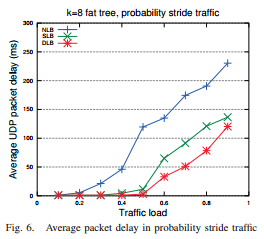 k=8 fat tree, probability stride traffic
300
250
200
150
100
50
0
NLB
SLB
DLB
Average UDP packet delay (ms)
0 0.2 0.4 0.6 0.8 1
Traffic load
Fig. 6. Average packet delay in probability stride traffic